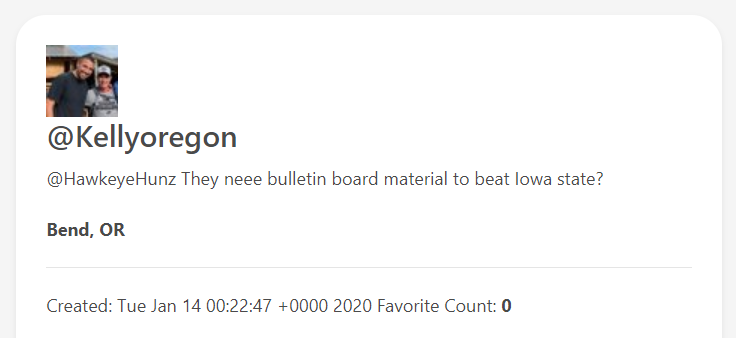 @Kellyoregon
@HawkeyeHunz They neee bulletin board material to beat Iowa state?
Bend, OR
Created: Tue Jan 14 00:22:47 +0000 2020 Favorite Count: 0